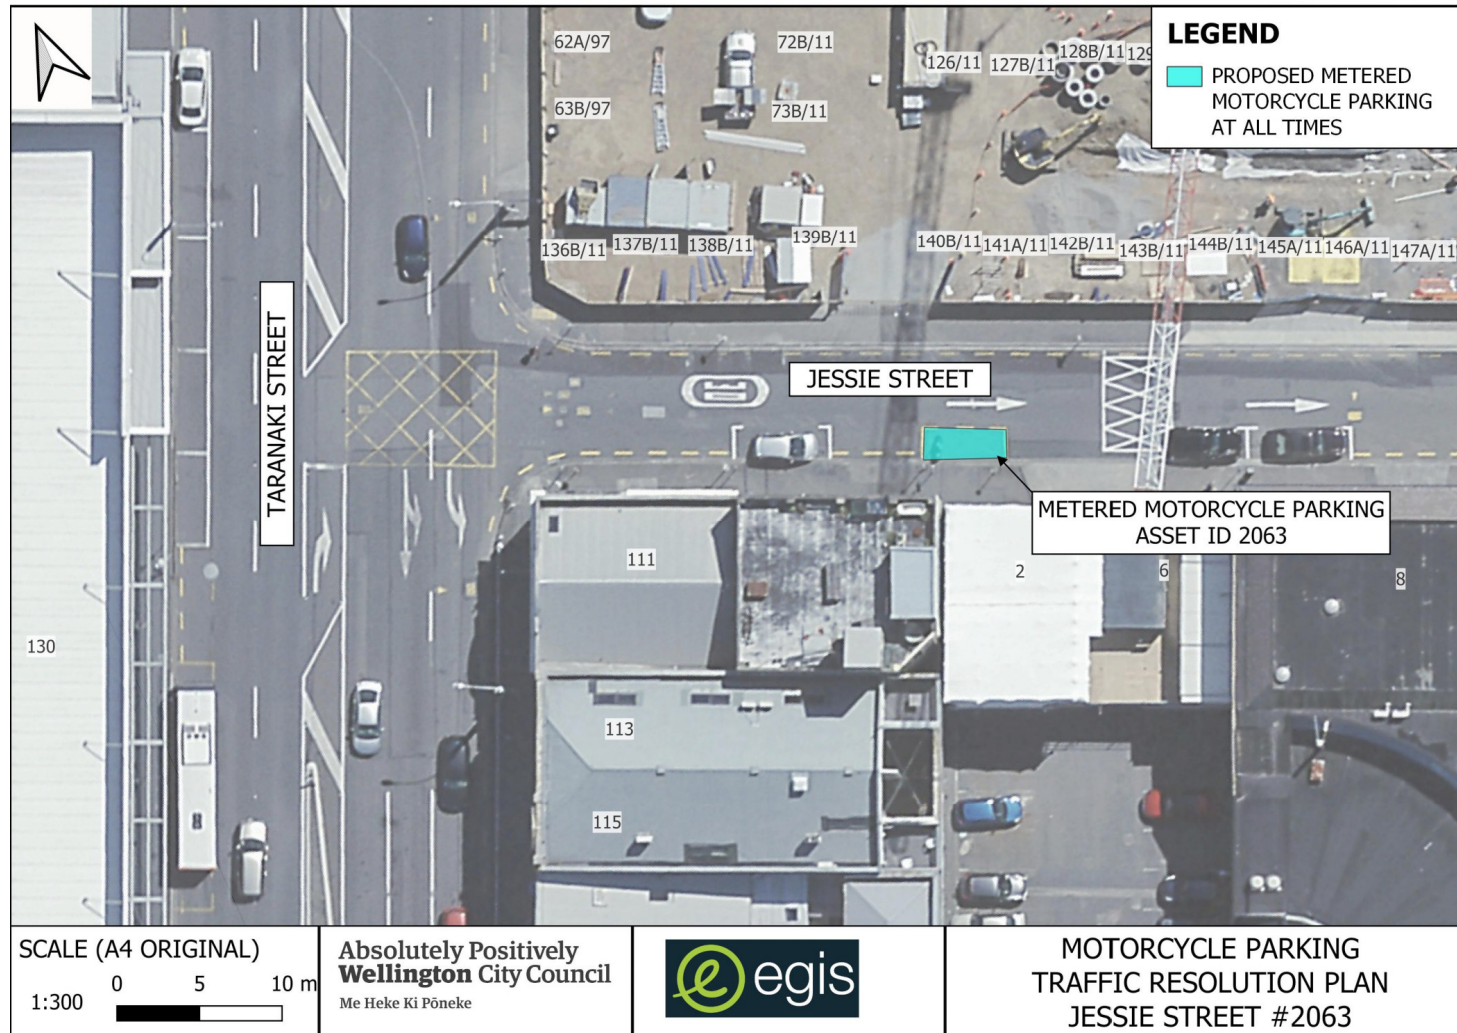 LEGEND
PROPOSED METERED
MOTORCYCLE PARKING
AT ALL TIMES
62A/97
72B/11
126/11
127B/11
128B/11
129
63B/97
73B/11
136B/11
137B/11
138B/11
139B/11
140B/11
141A/11
142B/11
143B/11
144B/11
145A/11
146A/11
147A/11
TARANAKI STREET
JESSIE STREET
METERED MOTORCYCLE PARKING
ASSET ID 2063
111
2
6
8
130
113
115
SCALE (A4 ORIGINAL)
0 5 10 m
1:300
Absolutely Positively
Wellington City Council
Me Heke Ki Pōneke
e egis
MOTORCYCLE PARKING
TRAFFIC RESOLUTION PLAN
JESSIE STREET #2063